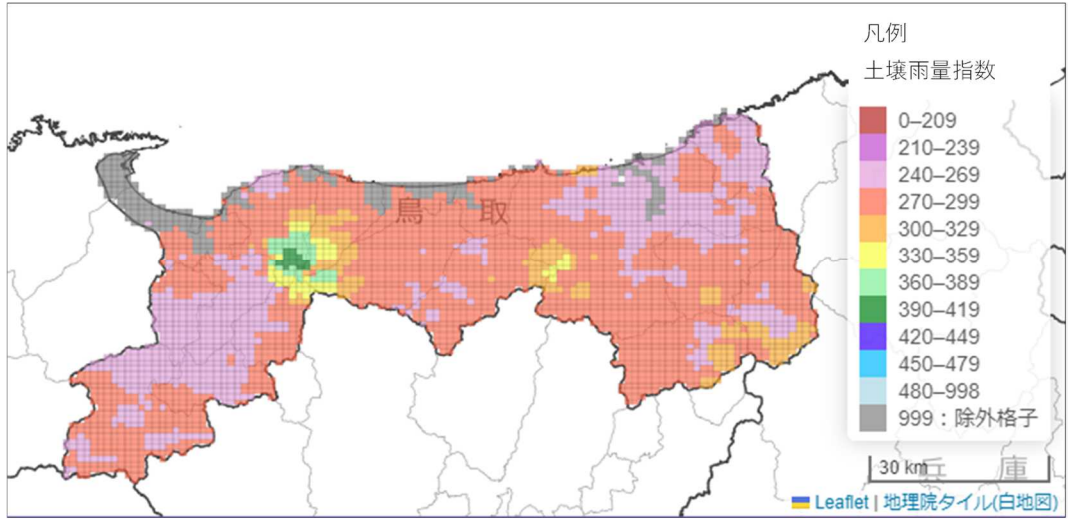 凡例
土壌雨量指数
0–209
210–239
240–269
270–299
300–329
330–359
360–389
390–419
420–449
450–479
480–998
999：除外格子
鳥 取
30 km
兵 庫
Leaflet | 地理院タイル(白地図)